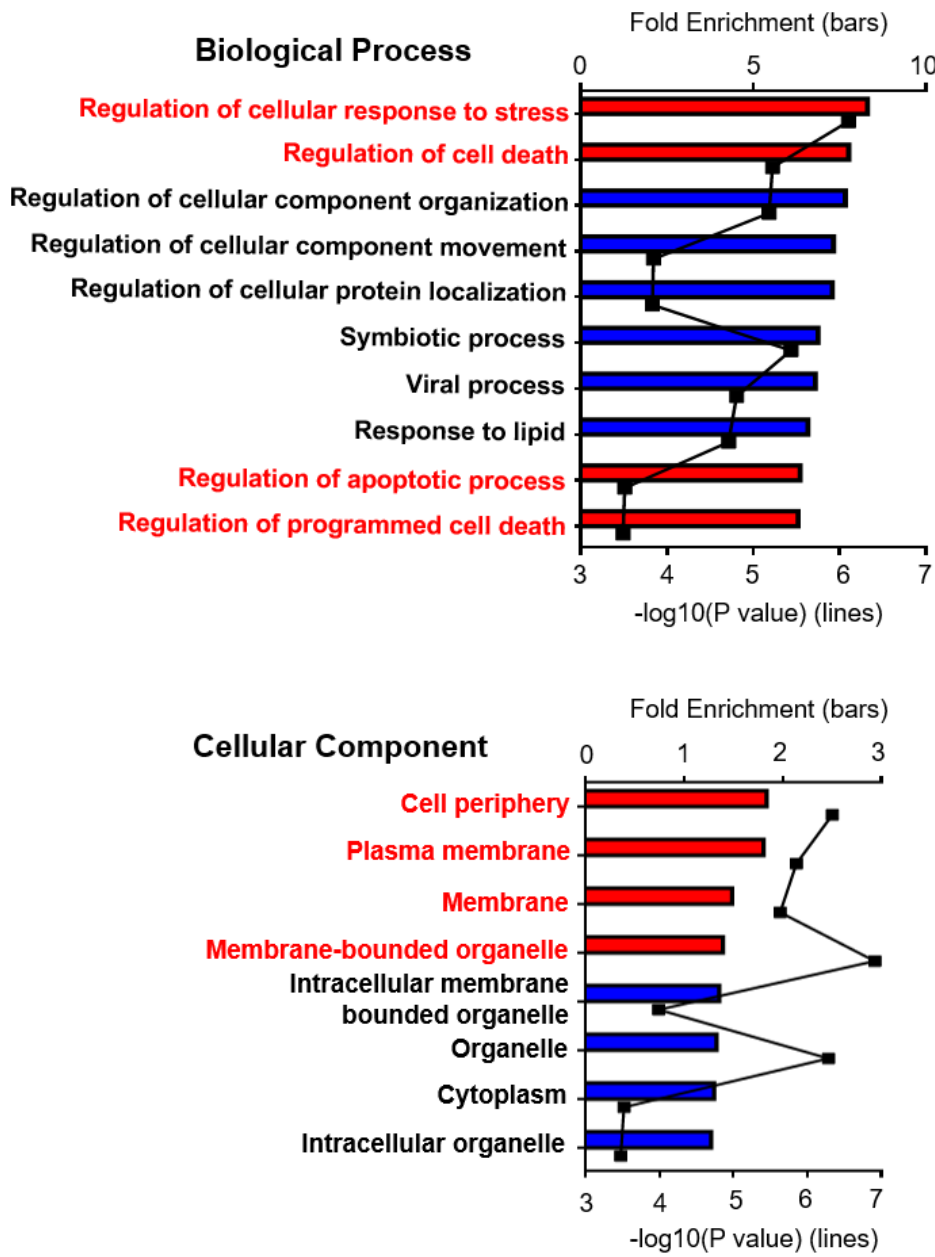 Fold Enrichment (bars)
Biological Process
0 5 10
Regulation of cellular response to stress
Regulation of cell death
Regulation of cellular component organization
Regulation of cellular component movement
Regulation of cellular protein localization
Symbiotic process
Viral process
Response to lipid
Regulation of apoptotic process
Regulation of programmed cell death
3 4 5 6 7
-log10(P value) (lines)
Fold Enrichment (bars)
Cellular Component
0 1 2 3
Cell periphery
Plasma membrane
Membrane
Membrane-bounded organelle
Intracellular membrane
bounded organelle
Organelle
Cytoplasm
Intracellular organelle
3 4 5 6 7
-log10(P value) (lines)